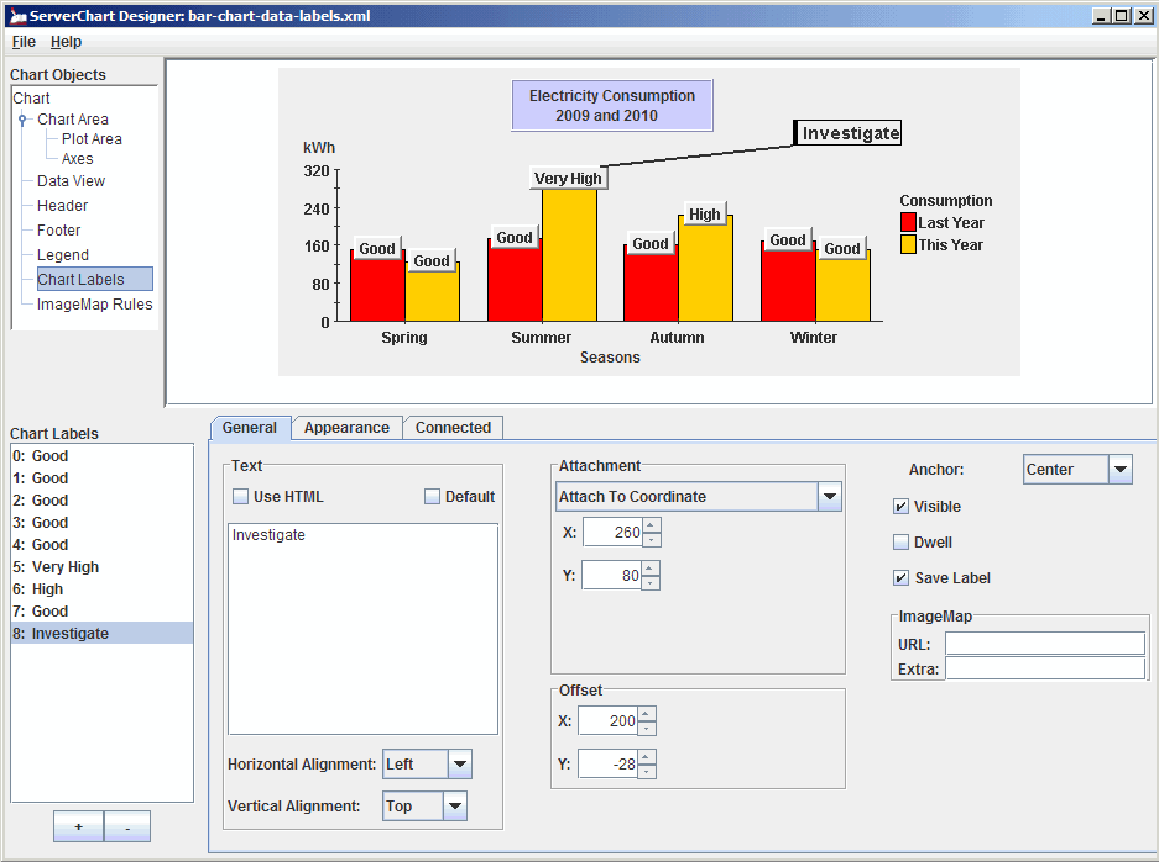 ServerChart Designer: bar-chart-data-labels.xml
File Help
Chart Objects
Chart
Chart Area
Plot Area
Axes
Data View
Header
Footer
Legend
Chart Labels
ImageMap Rules
Electricity Consumption
2009 and 2010
Investigate
kWh
320
240
160
80
0
Good
Good
Good
Very High
Good
High
Good
Good
Spring
Summer
Autumn
Winter
Seasons
Consumption
Last Year
This Year
Chart Labels
0: Good
1: Good
2: Good
3: Good
4: Good
5: Very High
6: High
7: Good
8: Investigate
+ -
General Appearance Connected
Text
Use HTML Default
Investigate
Horizontal Alignment: Left
Vertical Alignment: Top
Attachment
Attach To Coordinate
X: 260
Y: 80
Offset
X: 200
Y: -28
Anchor: Center
Visible
Dwell
Save Label
ImageMap
URL:
Extra: